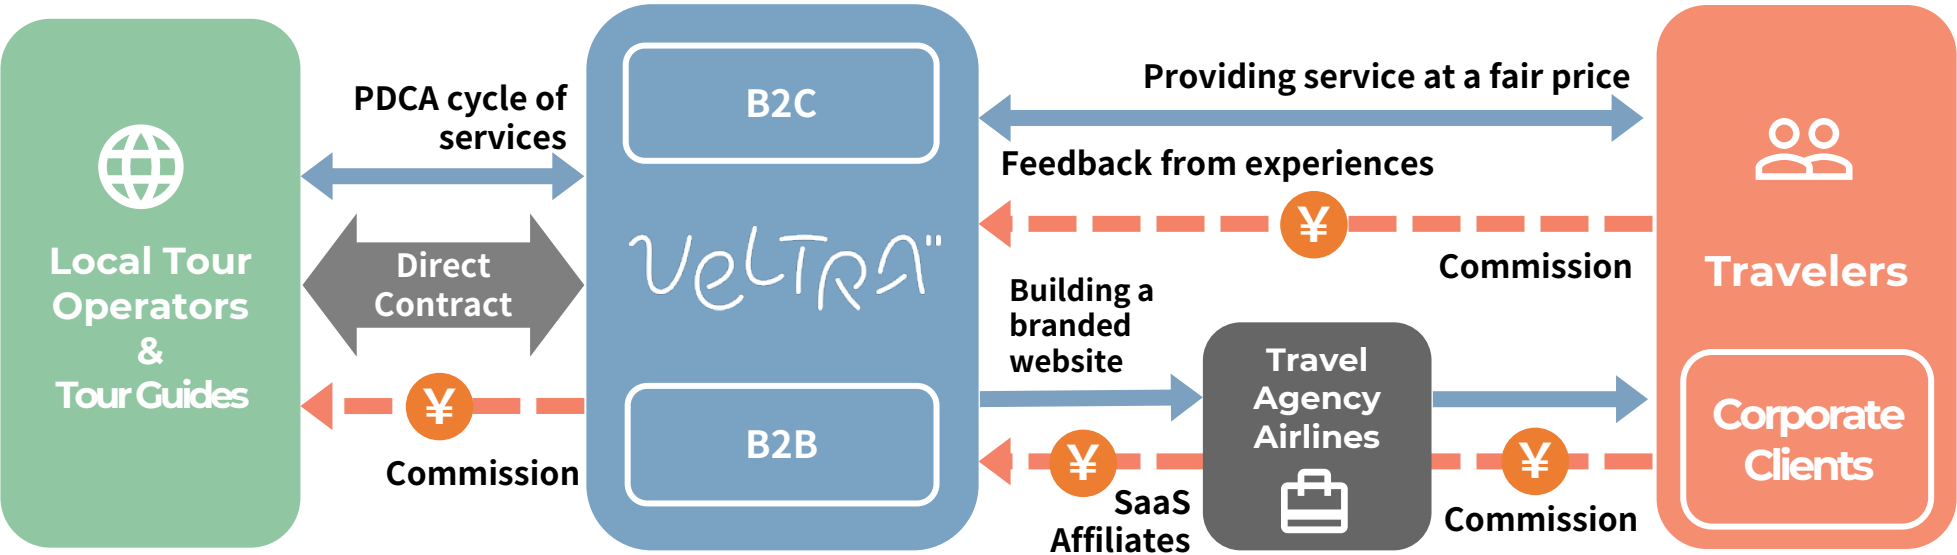 Local Tour
Operators
&
Tour Guides
PDCA cycle of
services
Direct
Contract
¥
Commission
B2C
VeLTRA
B2B
Providing service at a fair price
Feedback from experiences
¥
Commission
Building a
branded
website
Travel
Agency
Airlines
¥
SaaS
Affiliates
¥
Commission
Travelers
Corporate
Clients